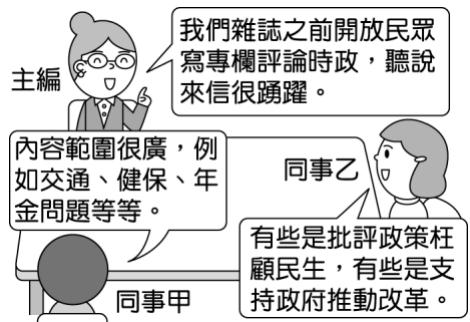 我們雜誌之前開放民眾
寫專欄評論時政，聽說
來信很踴躍。
主編
內容範圍很廣，例
如交通、健保、年
金問題等等。
同事乙
有些是批評政策枉
顧民生，有些是支
持政府推動改革。
同事甲